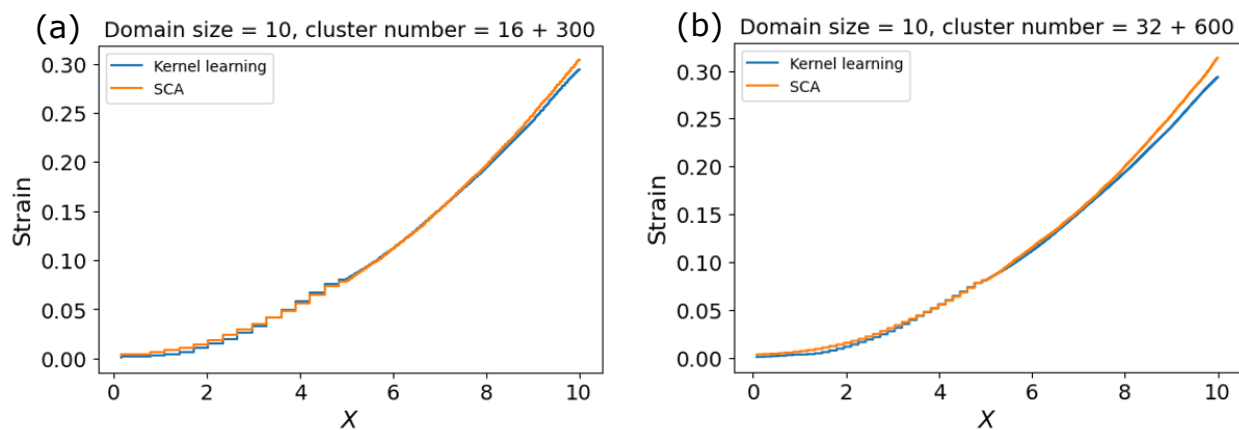 (a) Domain size = 10, cluster number = 16 + 300
Kernel learning
SCA
0.30
0.25
0.20
0.15
0.10
0.05
0.00
Strain
0 2 4 6 8 10
X
(b) Domain size = 10, cluster number = 32 + 600
Kernel learning
SCA
0.30
0.25
0.20
0.15
0.10
0.05
0.00
Strain
0 2 4 6 8 10
X